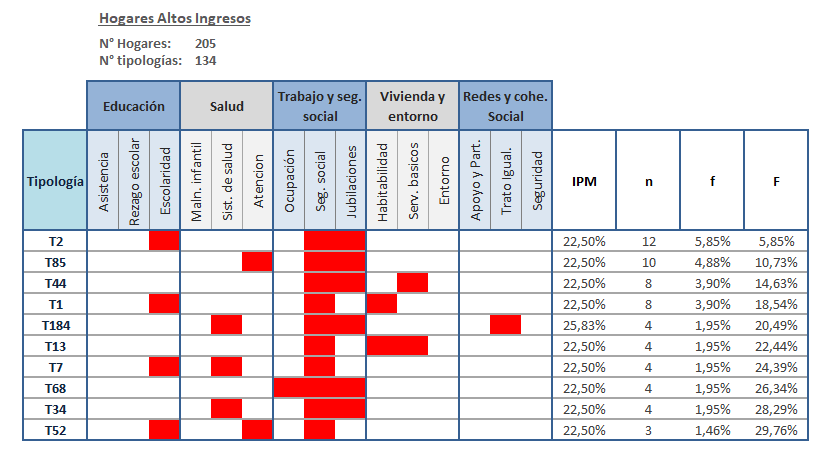 Hogares Altos Ingresos
N° Hogares: 205
N° tipologías: 134
Educación Salud Trabajo y seg. social Vivienda y entorno Redes y cohe. Social
Tipología Asistencia Rezago escolar Escolaridad Maln. infantil Sist. de salud Atencion Ocupación Seg. social Jubilaciones Habitabilidad Serv. basicos Entorno Apoyo y Part. Trato Igual. Seguridad IPM n f F
T2 22,50% 12 5,85% 5,85%
T85 22,50% 10 4,88% 10,73%
T44 22,50% 8 3,90% 14,63%
T1 22,50% 8 3,90% 18,54%
T184 25,83% 4 1,95% 20,49%
T13 22,50% 4 1,95% 22,44%
T7 22,50% 4 1,95% 24,39%
T68 22,50% 4 1,95% 26,34%
T34 22,50% 4 1,95% 28,29%
T52 22,50% 3 1,46% 29,76%